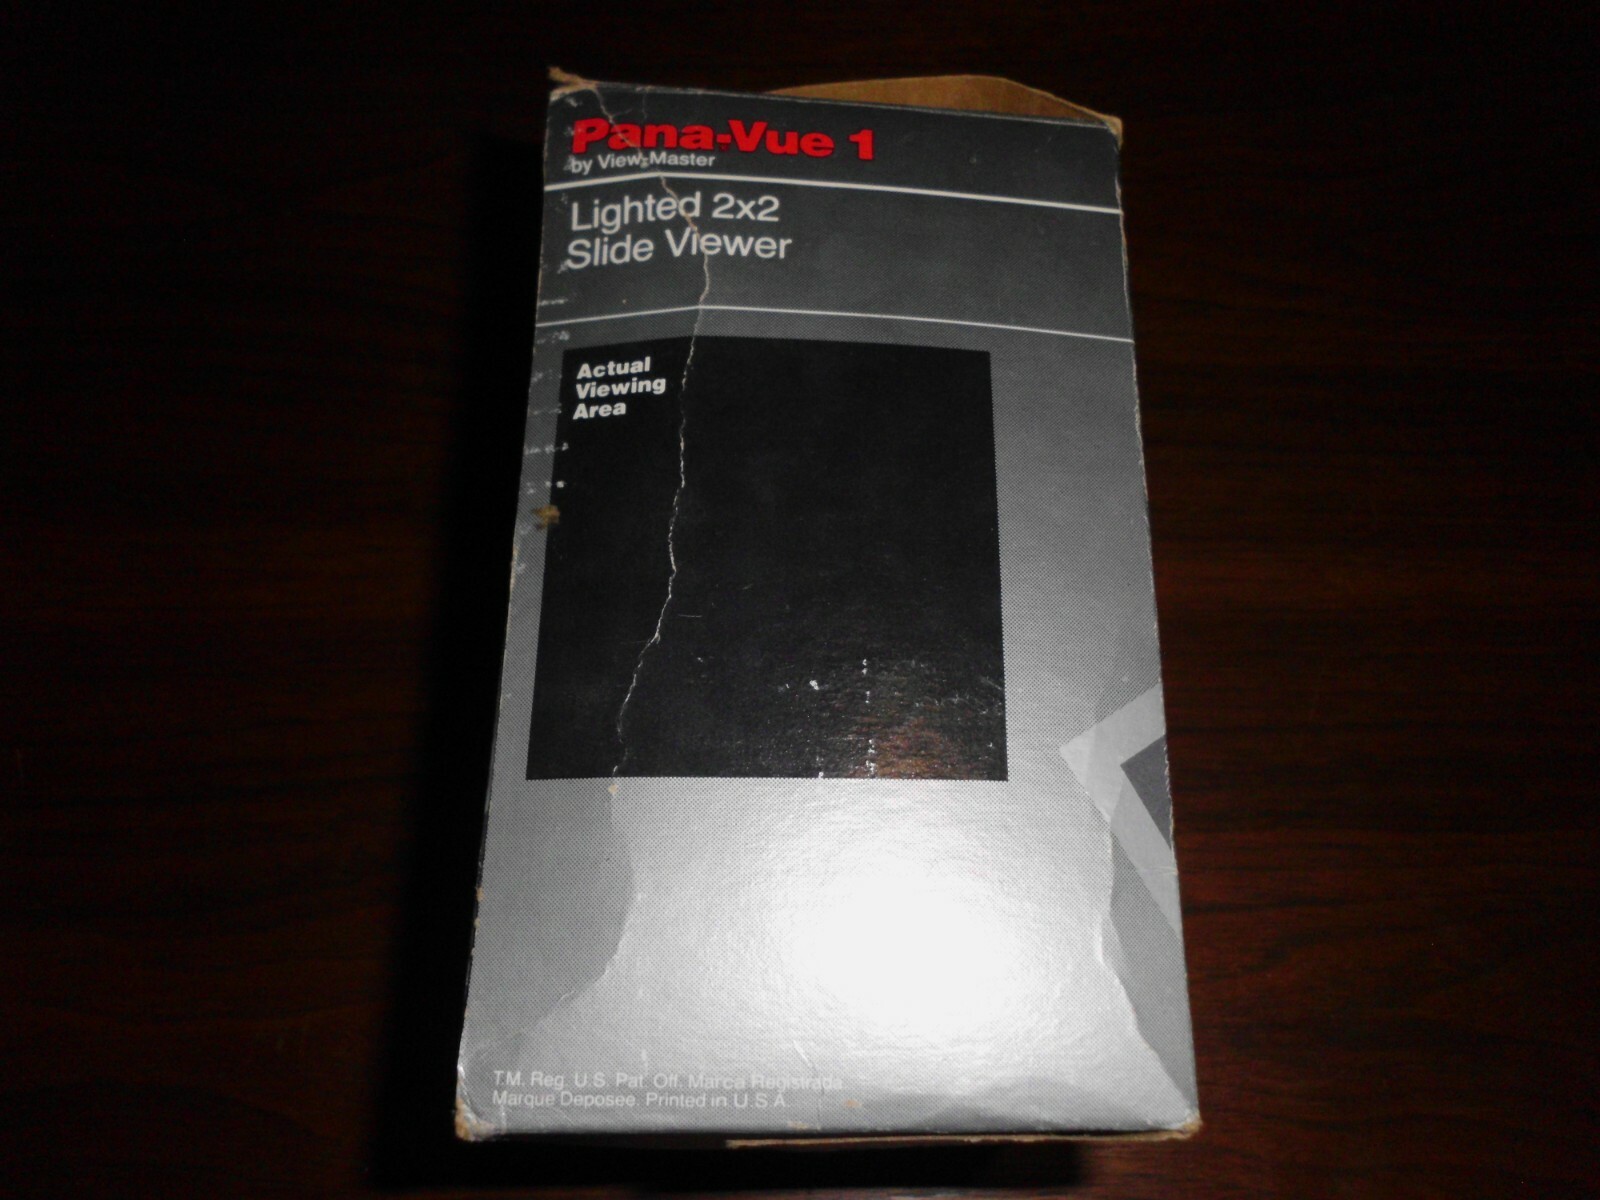 Pana-Vue 1
by View-Master
Lighted 2x2
Slide Viewer
Actual
Viewing
Area
T.M. Reg. U.S. Pat. Off. Marca Registrada
Marque Deposee. Printed in U.S.A.